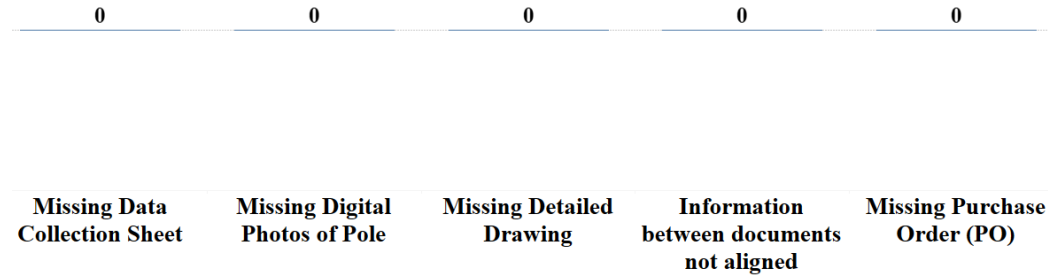 0 0 0 0 0
Missing Data
Collection Sheet
Missing Digital
Photos of Pole
Missing Detailed
Drawing
Information
between documents
not aligned
Missing Purchase
Order (PO)